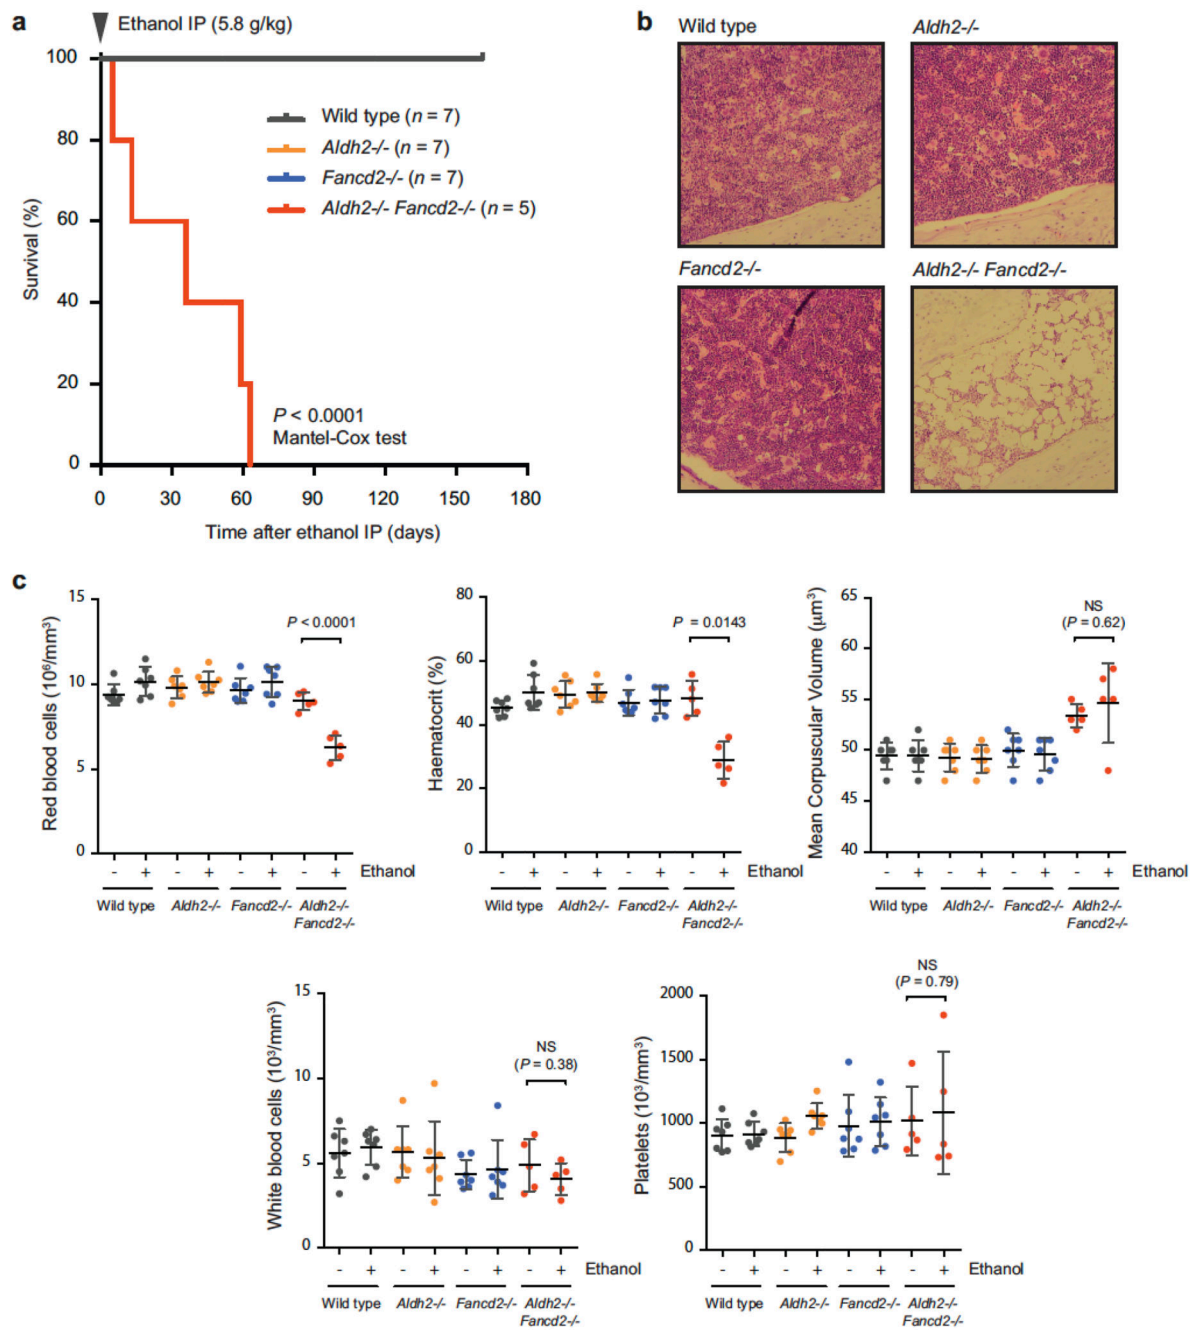 a
Ethanol IP (5.8 g/kg)
100
80
60
40
20
0
Survival (%)
Wild type (n = 7)
Aldh2-/- (n = 7)
Fancd2-/- (n = 7)
Aldh2-/- Fancd2-/- (n = 5)
P < 0.0001
Mantel-Cox test
0 30 60 90 120 150 180
Time after ethanol IP (days)
b
Wild type
Aldh2-/-
Fancd2-/-
Aldh2-/- Fancd2-/-
c
Red blood cells (10⁶/mm³)
15
10
5
0
P < 0.0001
- + - + - + - + Ethanol
Wild type Aldh2-/- Fancd2-/- Aldh2-/-
Fancd2-/-
Haematocrit (%)
80
60
40
20
0
P = 0.0143
- + - + - + - + Ethanol
Wild type Aldh2-/- Fancd2-/- Aldh2-/-
Fancd2-/-
Mean Corpuscular Volume (μm³)
65
60
55
50
45
40
NS
(P = 0.62)
- + - + - + - + Ethanol
Wild type Aldh2-/- Fancd2-/- Aldh2-/-
Fancd2-/-
White blood cells (10³/mm³)
15
10
5
0
NS
(P = 0.38)
- + - + - + - + Ethanol
Wild type Aldh2-/- Fancd2-/- Aldh2-/-
Fancd2-/-
Platelets (10³/mm³)
2000
1500
1000
500
0
NS
(P = 0.79)
- + - + - + - + Ethanol
Wild type Aldh2-/- Fancd2-/- Aldh2-/-
Fancd2-/-